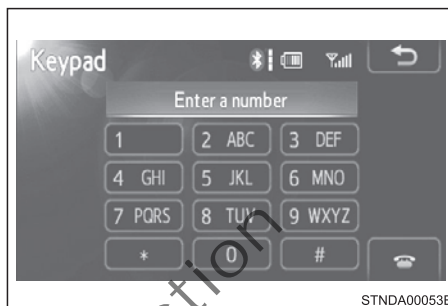 Keypad
Enter a number
1 2 ABC 3 DEF
4 GHI 5 JKL 6 MNO
7 PQRS 8 TUV 9 WXYZ
* 0 #
STNDA00053E